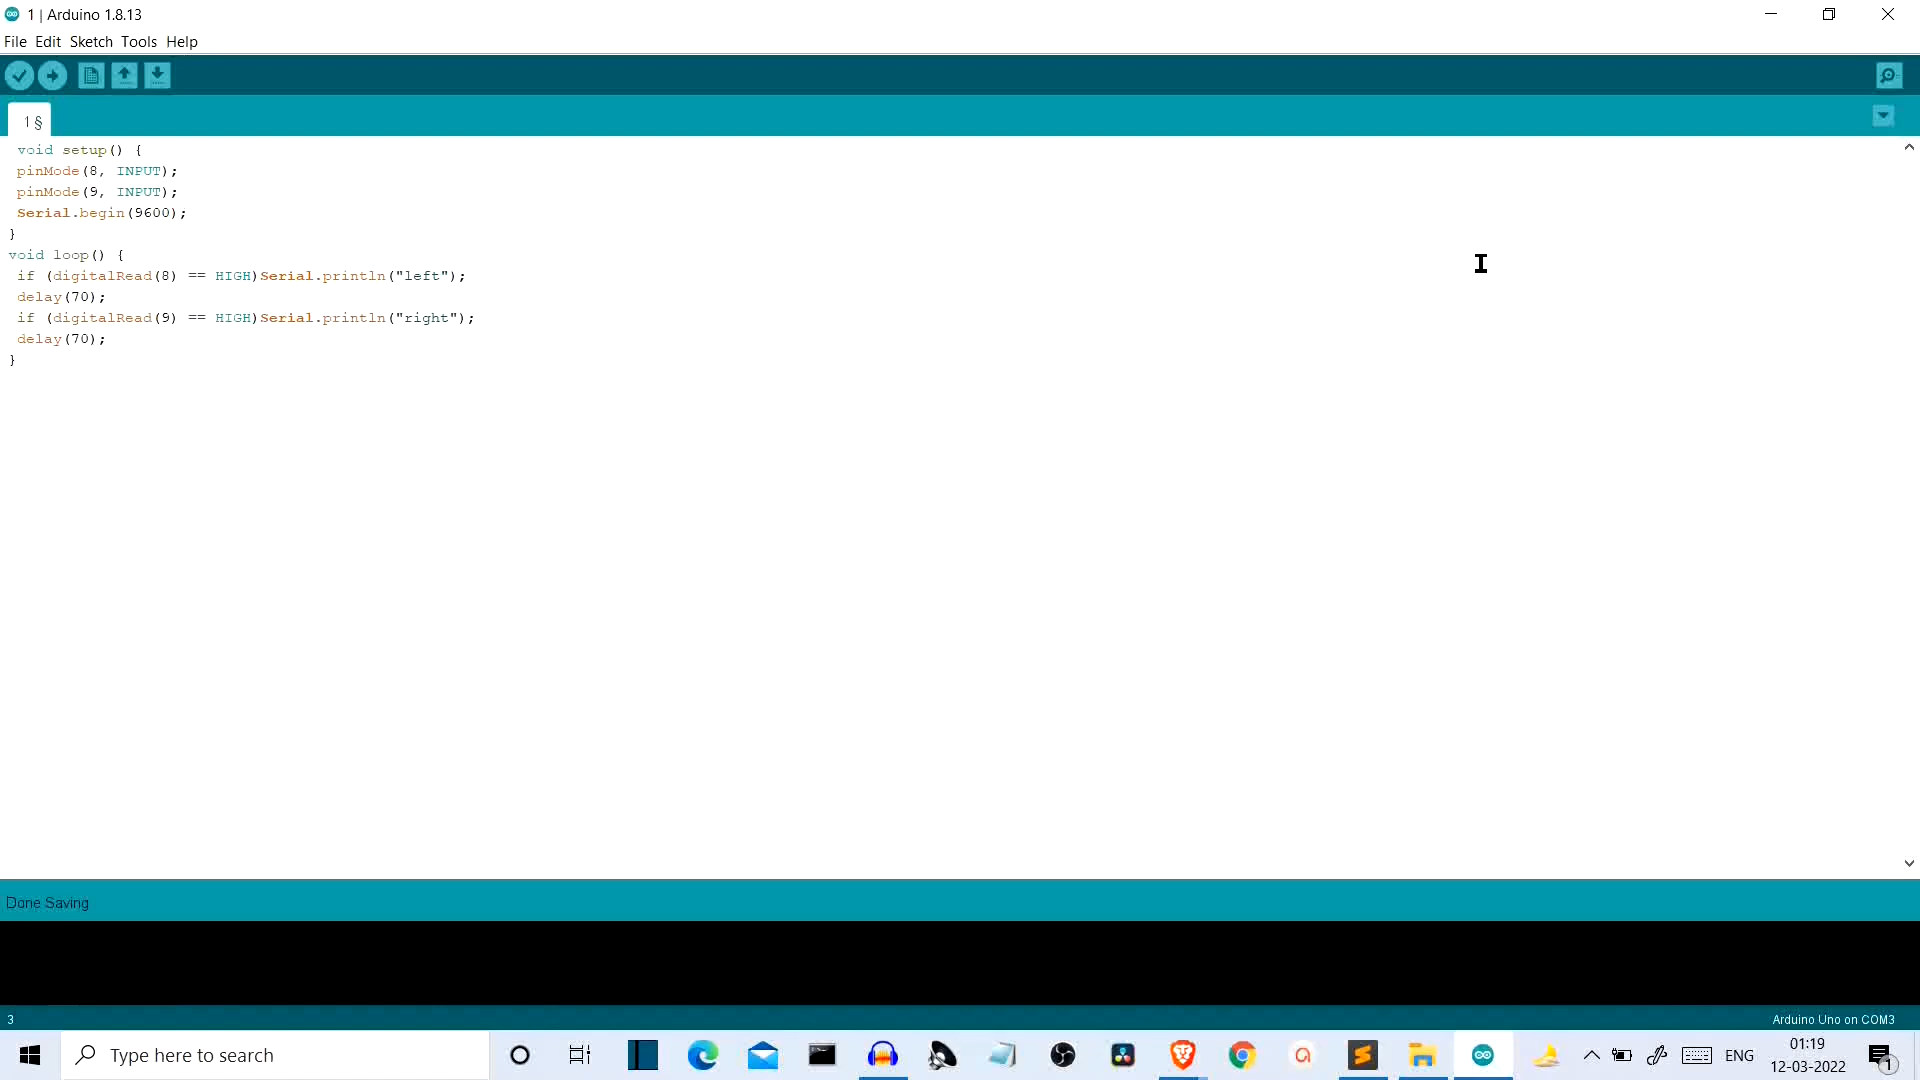 1 | Arduino 1.8.13
File Edit Sketch Tools Help
1 §
void setup() {
pinMode(8, INPUT);
pinMode(9, INPUT);
Serial.begin(9600);
}
void loop() {
if (digitalRead(8) == HIGH)Serial.println("left");
delay(70);
if (digitalRead(9) == HIGH)Serial.println("right");
delay(70);
}
Done Saving
3
Arduino Uno on COM3
Type here to search
ENG
01:19
12-03-2022
1